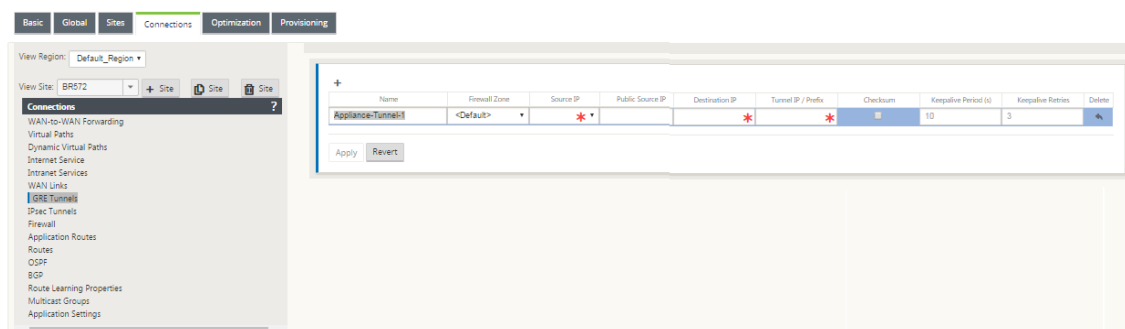 Basic Global Sites Connections Optimization Provisioning
View Region: Default_Region
View Site: BR572 + Site Site Site
Connections ?
WAN-to-WAN Forwarding
Virtual Paths
Dynamic Virtual Paths
Internet Service
Intranet Services
WAN Links
GRE Tunnels
IPsec Tunnels
Firewall
Application Routes
Routes
OSPF
BGP
Route Learning Properties
Multicast Groups
Application Settings
+
Name Firewall Zone Source IP Public Source IP Destination IP Tunnel IP / Prefix Checksum Keepalive Period (s) Keepalive Retries Delete
Appliance-Tunnel-1 <Default> * * * 10 3
Apply Revert